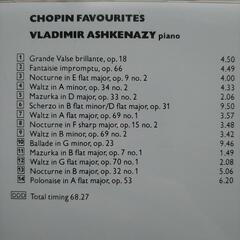 CHOPIN FAVOURITES
VLADIMIR ASHKENAZY piano
1 Grande Valse brillante, op. 18 4.50
2 Fantaisie impromptu, op. 66 4.49
3 Nocturne in E flat major, op. 9 no. 2 4.00
4 Waltz in A minor, op. 34 no. 2 4.33
5 Mazurka in D major, op. 33 no. 2 2.06
6 Scherzo in B flat minor/D flat major, op. 31 9.50
7 Waltz in A flat major, op. 69 no. 1 3.42
8 Nocturne in F sharp major, op. 15 no. 2 3.48
9 Waltz in B minor, op. 69 no. 2 3.31
10 Ballade in G minor, op. 23 9.14
11 Mazurka in B flat major, op. 7 no. 1 2.06
12 Waltz in G flat major, op. 70 no. 1 1.49
13 Nocturne in B major, op. 32 no. 1 5.06
14 Polonaise in A flat major, op. 53 6.20
DDD Total timing 68.27